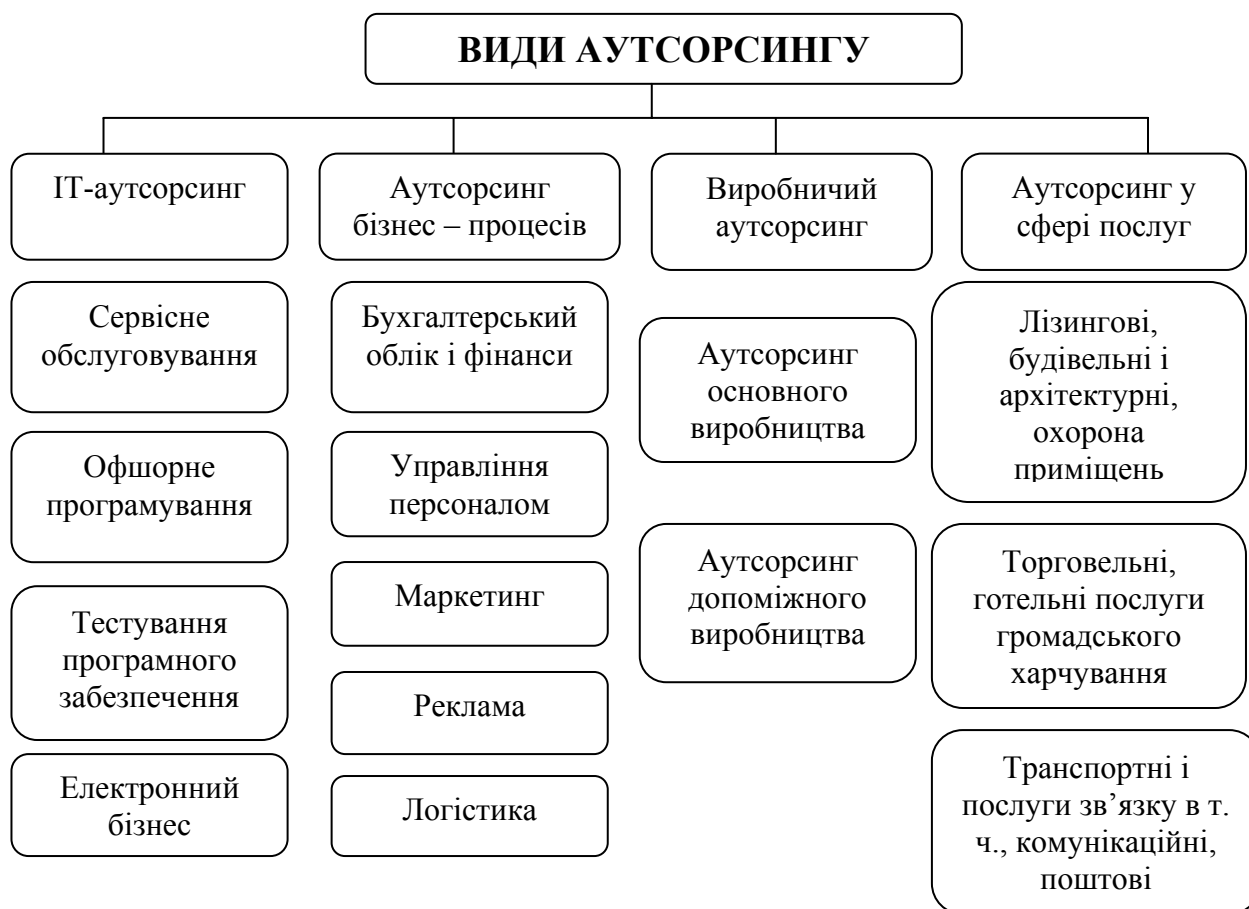 ВИДИ АУТСОРСИНГУ
ІТ-аутсорсинг
Аутсорсинг
бізнес – процесів
Виробничий
аутсорсинг
Аутсорсинг у
сфері послуг
Сервісне
обслуговування
Офшорне
програмування
Тестування
програмного
забезпечення
Електронний
бізнес
Бухгалтерський
облік і фінанси
Управління
персоналом
Маркетинг
Реклама
Логістика
Аутсорсинг
основного
виробництва
Аутсорсинг
допоміжного
виробництва
Лізингові,
будівельні і
архітектурні,
охорона
приміщень
Торговельні,
готельні послуги
громадського
харчування
Транспортні і
послуги зв’язку в т.
ч., комунікаційні,
поштові